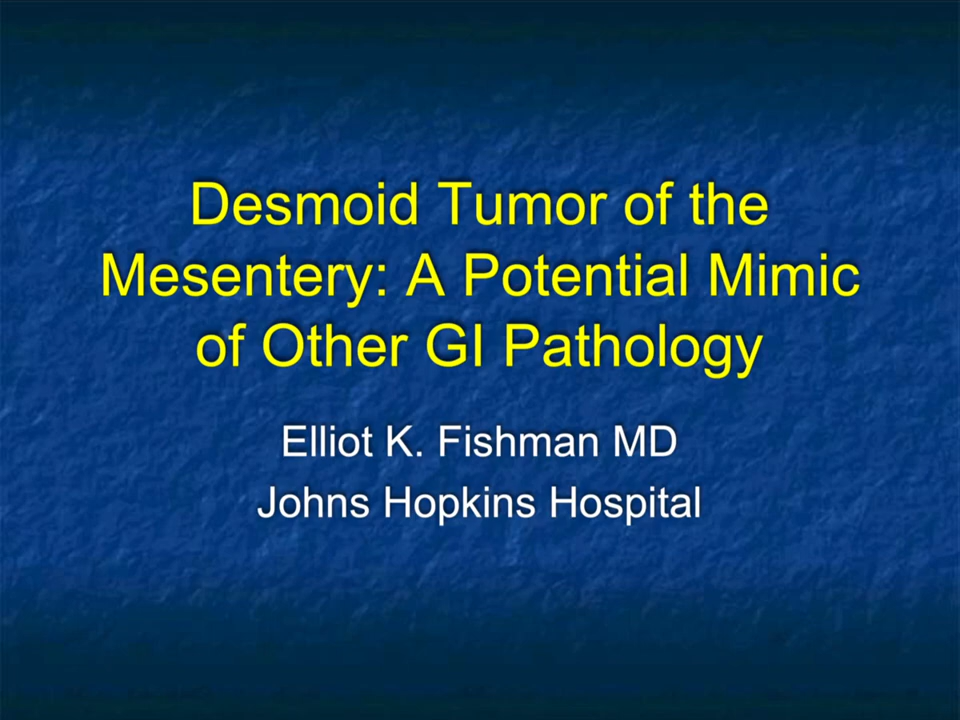 Desmoid Tumor of the
Mesentery: A Potential Mimic
of Other GI Pathology
Elliot K. Fishman MD
Johns Hopkins Hospital